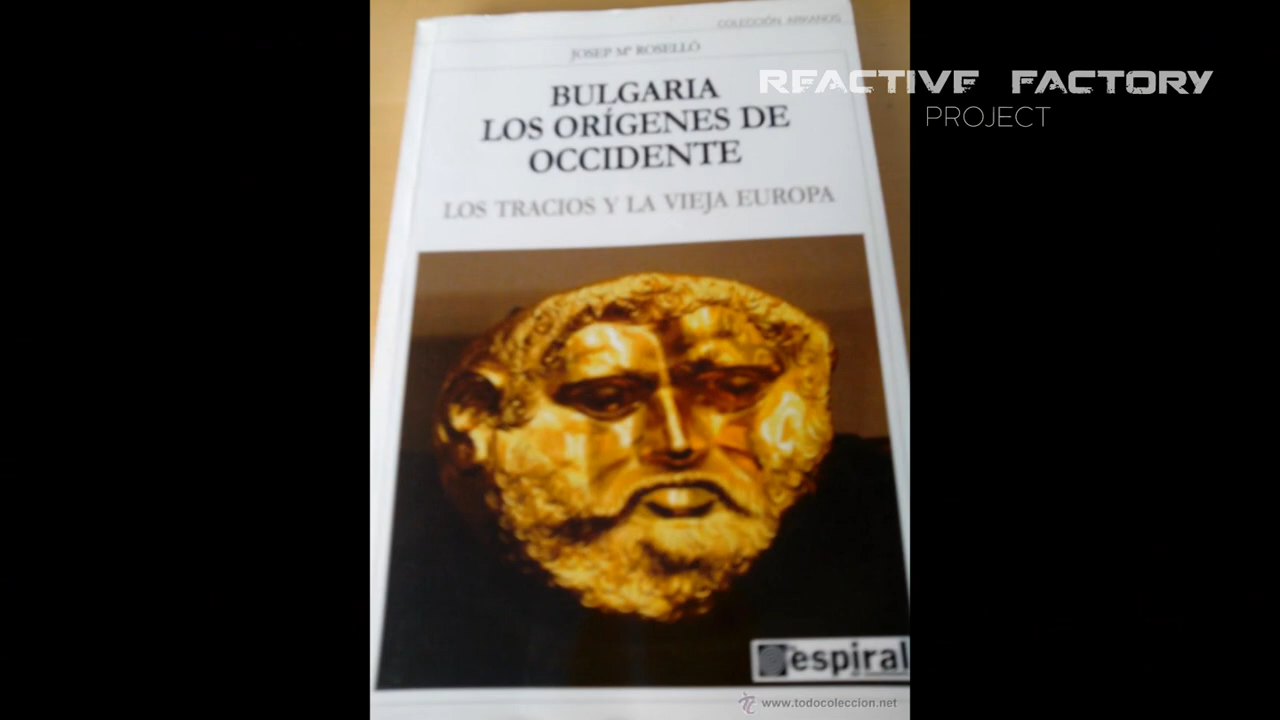 COLECCIÓN ARKANOS
JOSEP Mª ROSELLÓ
BULGARIA
LOS ORÍGENES DE
OCCIDENTE
LOS TRACIOS Y LA VIEJA EUROPA
REACTIVE FACTORY
PROJECT
espiral
www.todocoleccion.net